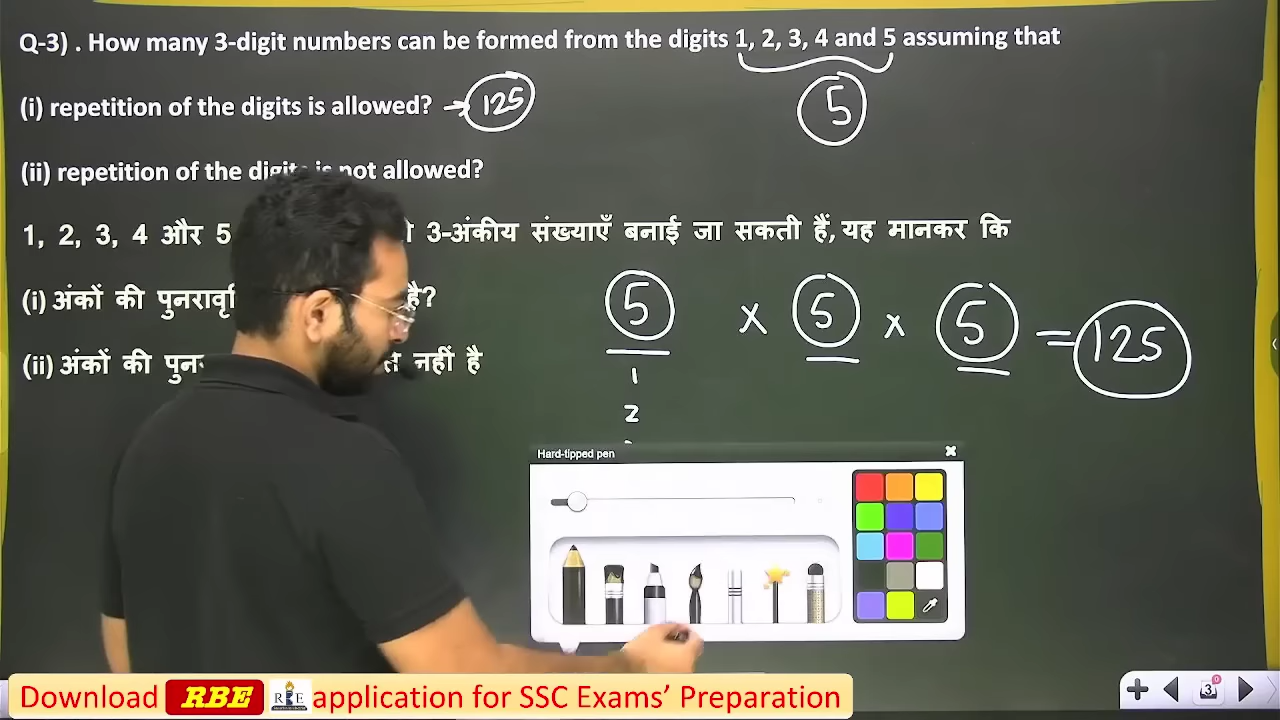 Q-3) . How many 3-digit numbers can be formed from the digits 1, 2, 3, 4 and 5 assuming that
5
(i) repetition of the digits is allowed? → 125
(ii) repetition of the digits is not allowed?
1, 2, 3, 4 और 5 3-अंकीय संख्याएँ बनाई जा सकती हैं, यह मानकर कि
(i) अंकों की है?
5 x 5 x 5 = 125
(ii) अंकों की नहीं है
1
2
Hard-tipped pen
3
Download RBE RBE application for SSC Exams' Preparation